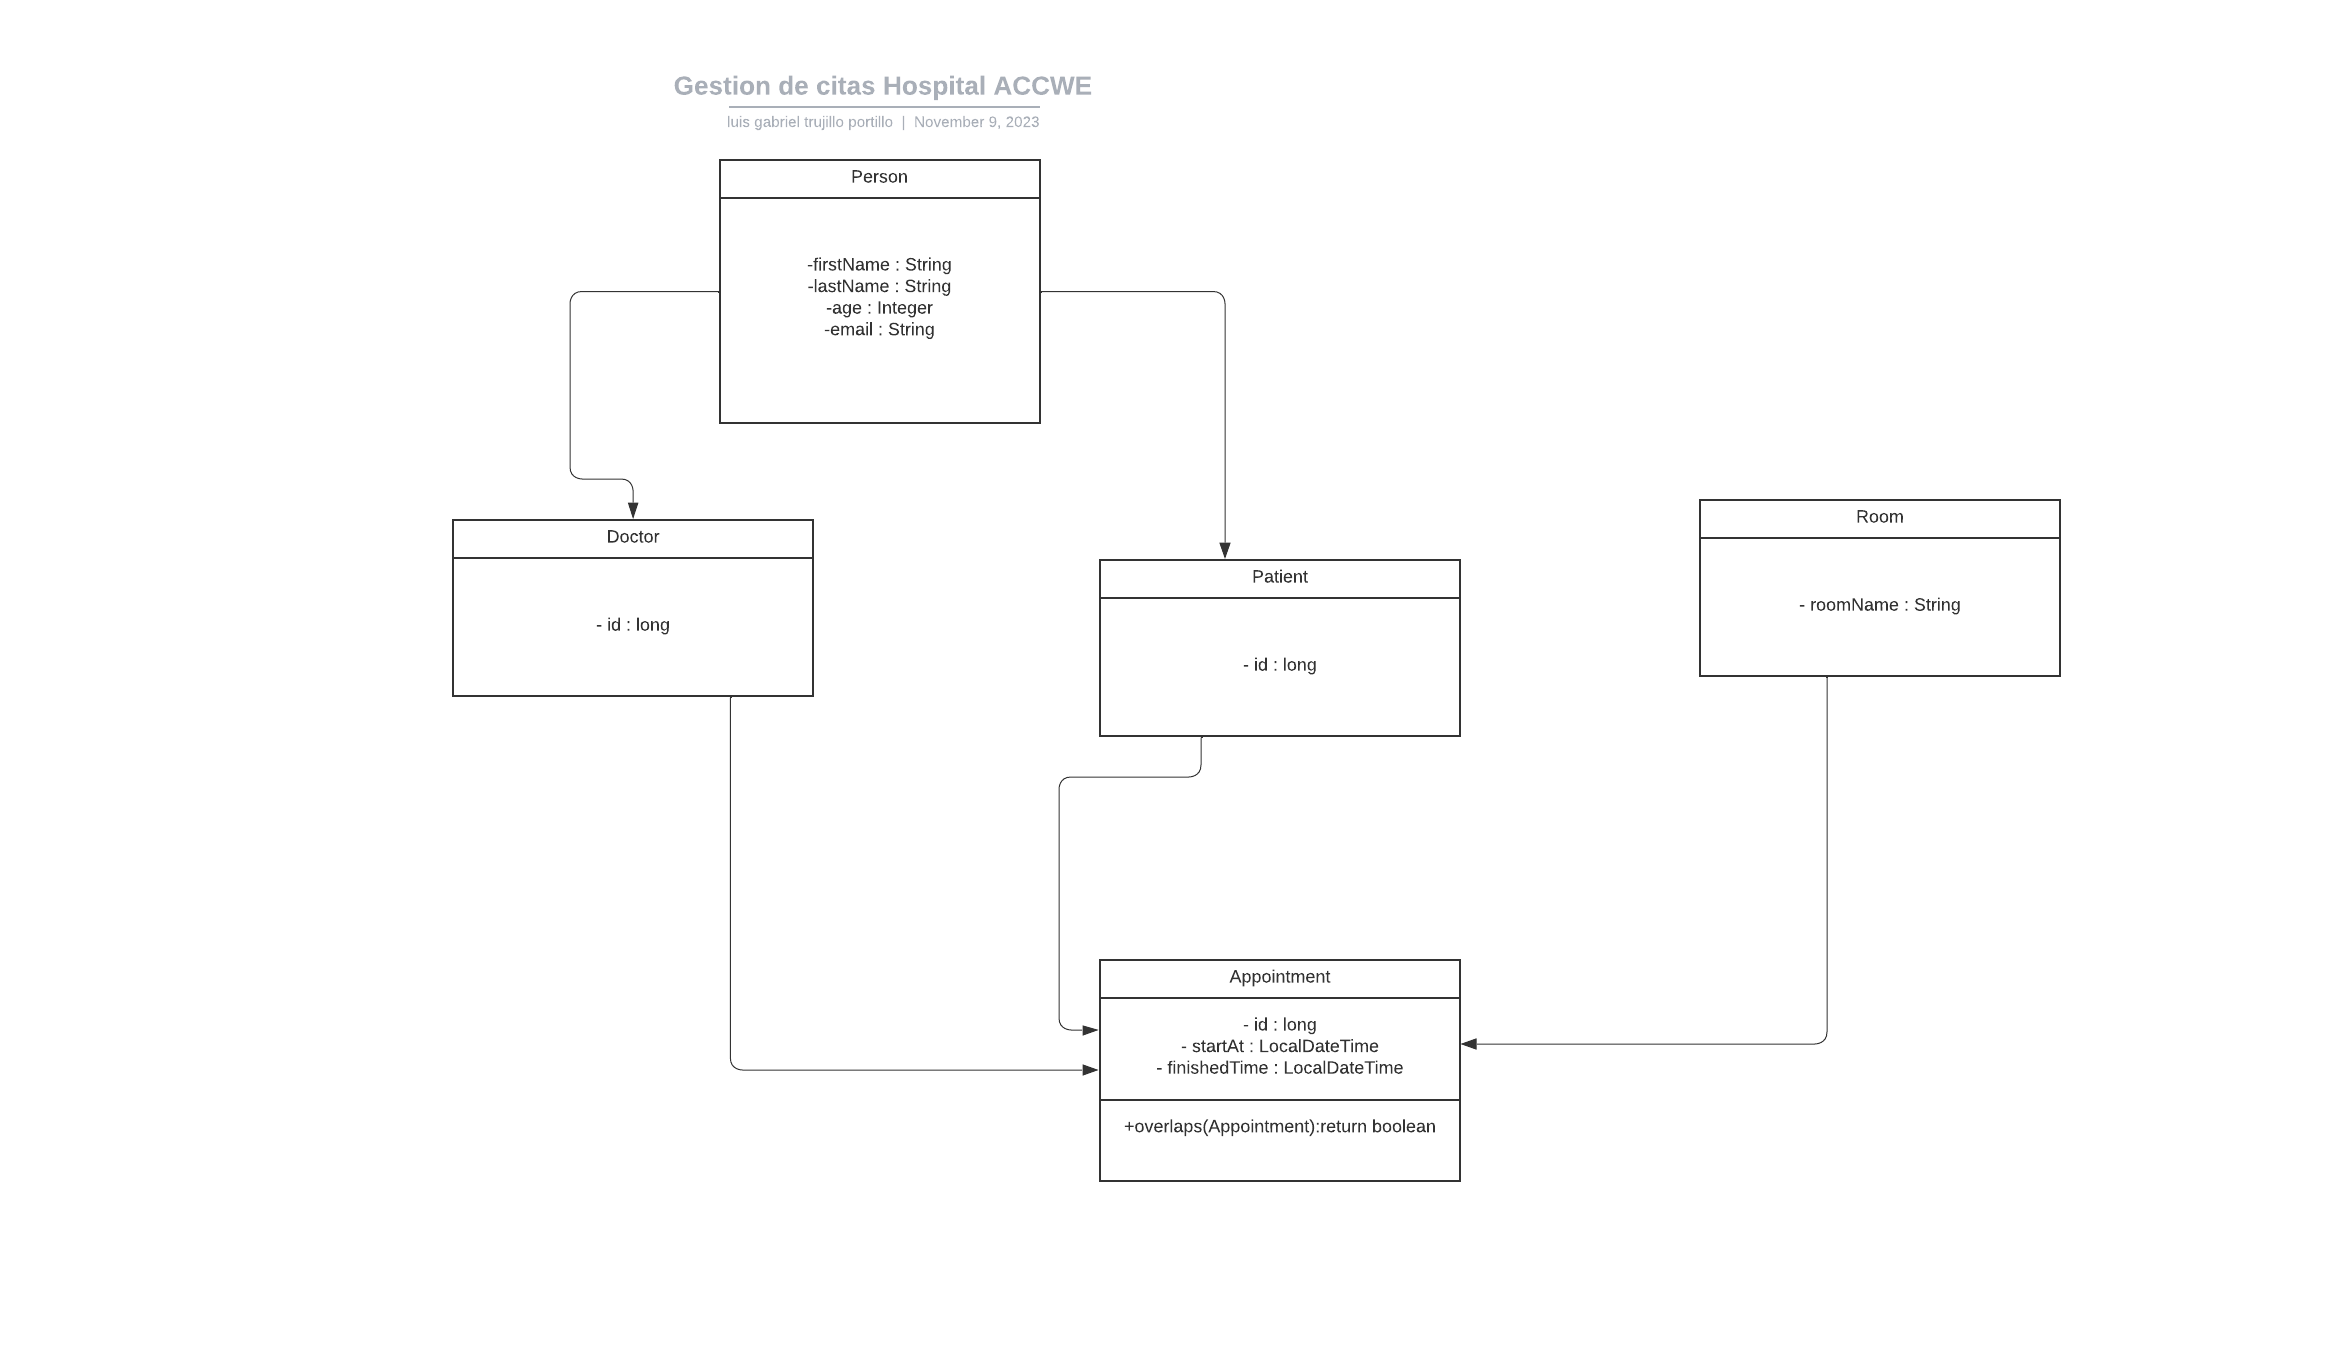 Gestion de citas Hospital ACCWE
luis gabriel trujillo portillo | November 9, 2023
Person
-firstName : String
-lastName : String
-age : Integer
-email : String
Doctor
- id : long
Patient
- id : long
Room
- roomName : String
Appointment
- id : long
- startAt : LocalDateTime
- finishedTime : LocalDateTime
+overlaps(Appointment):return boolean